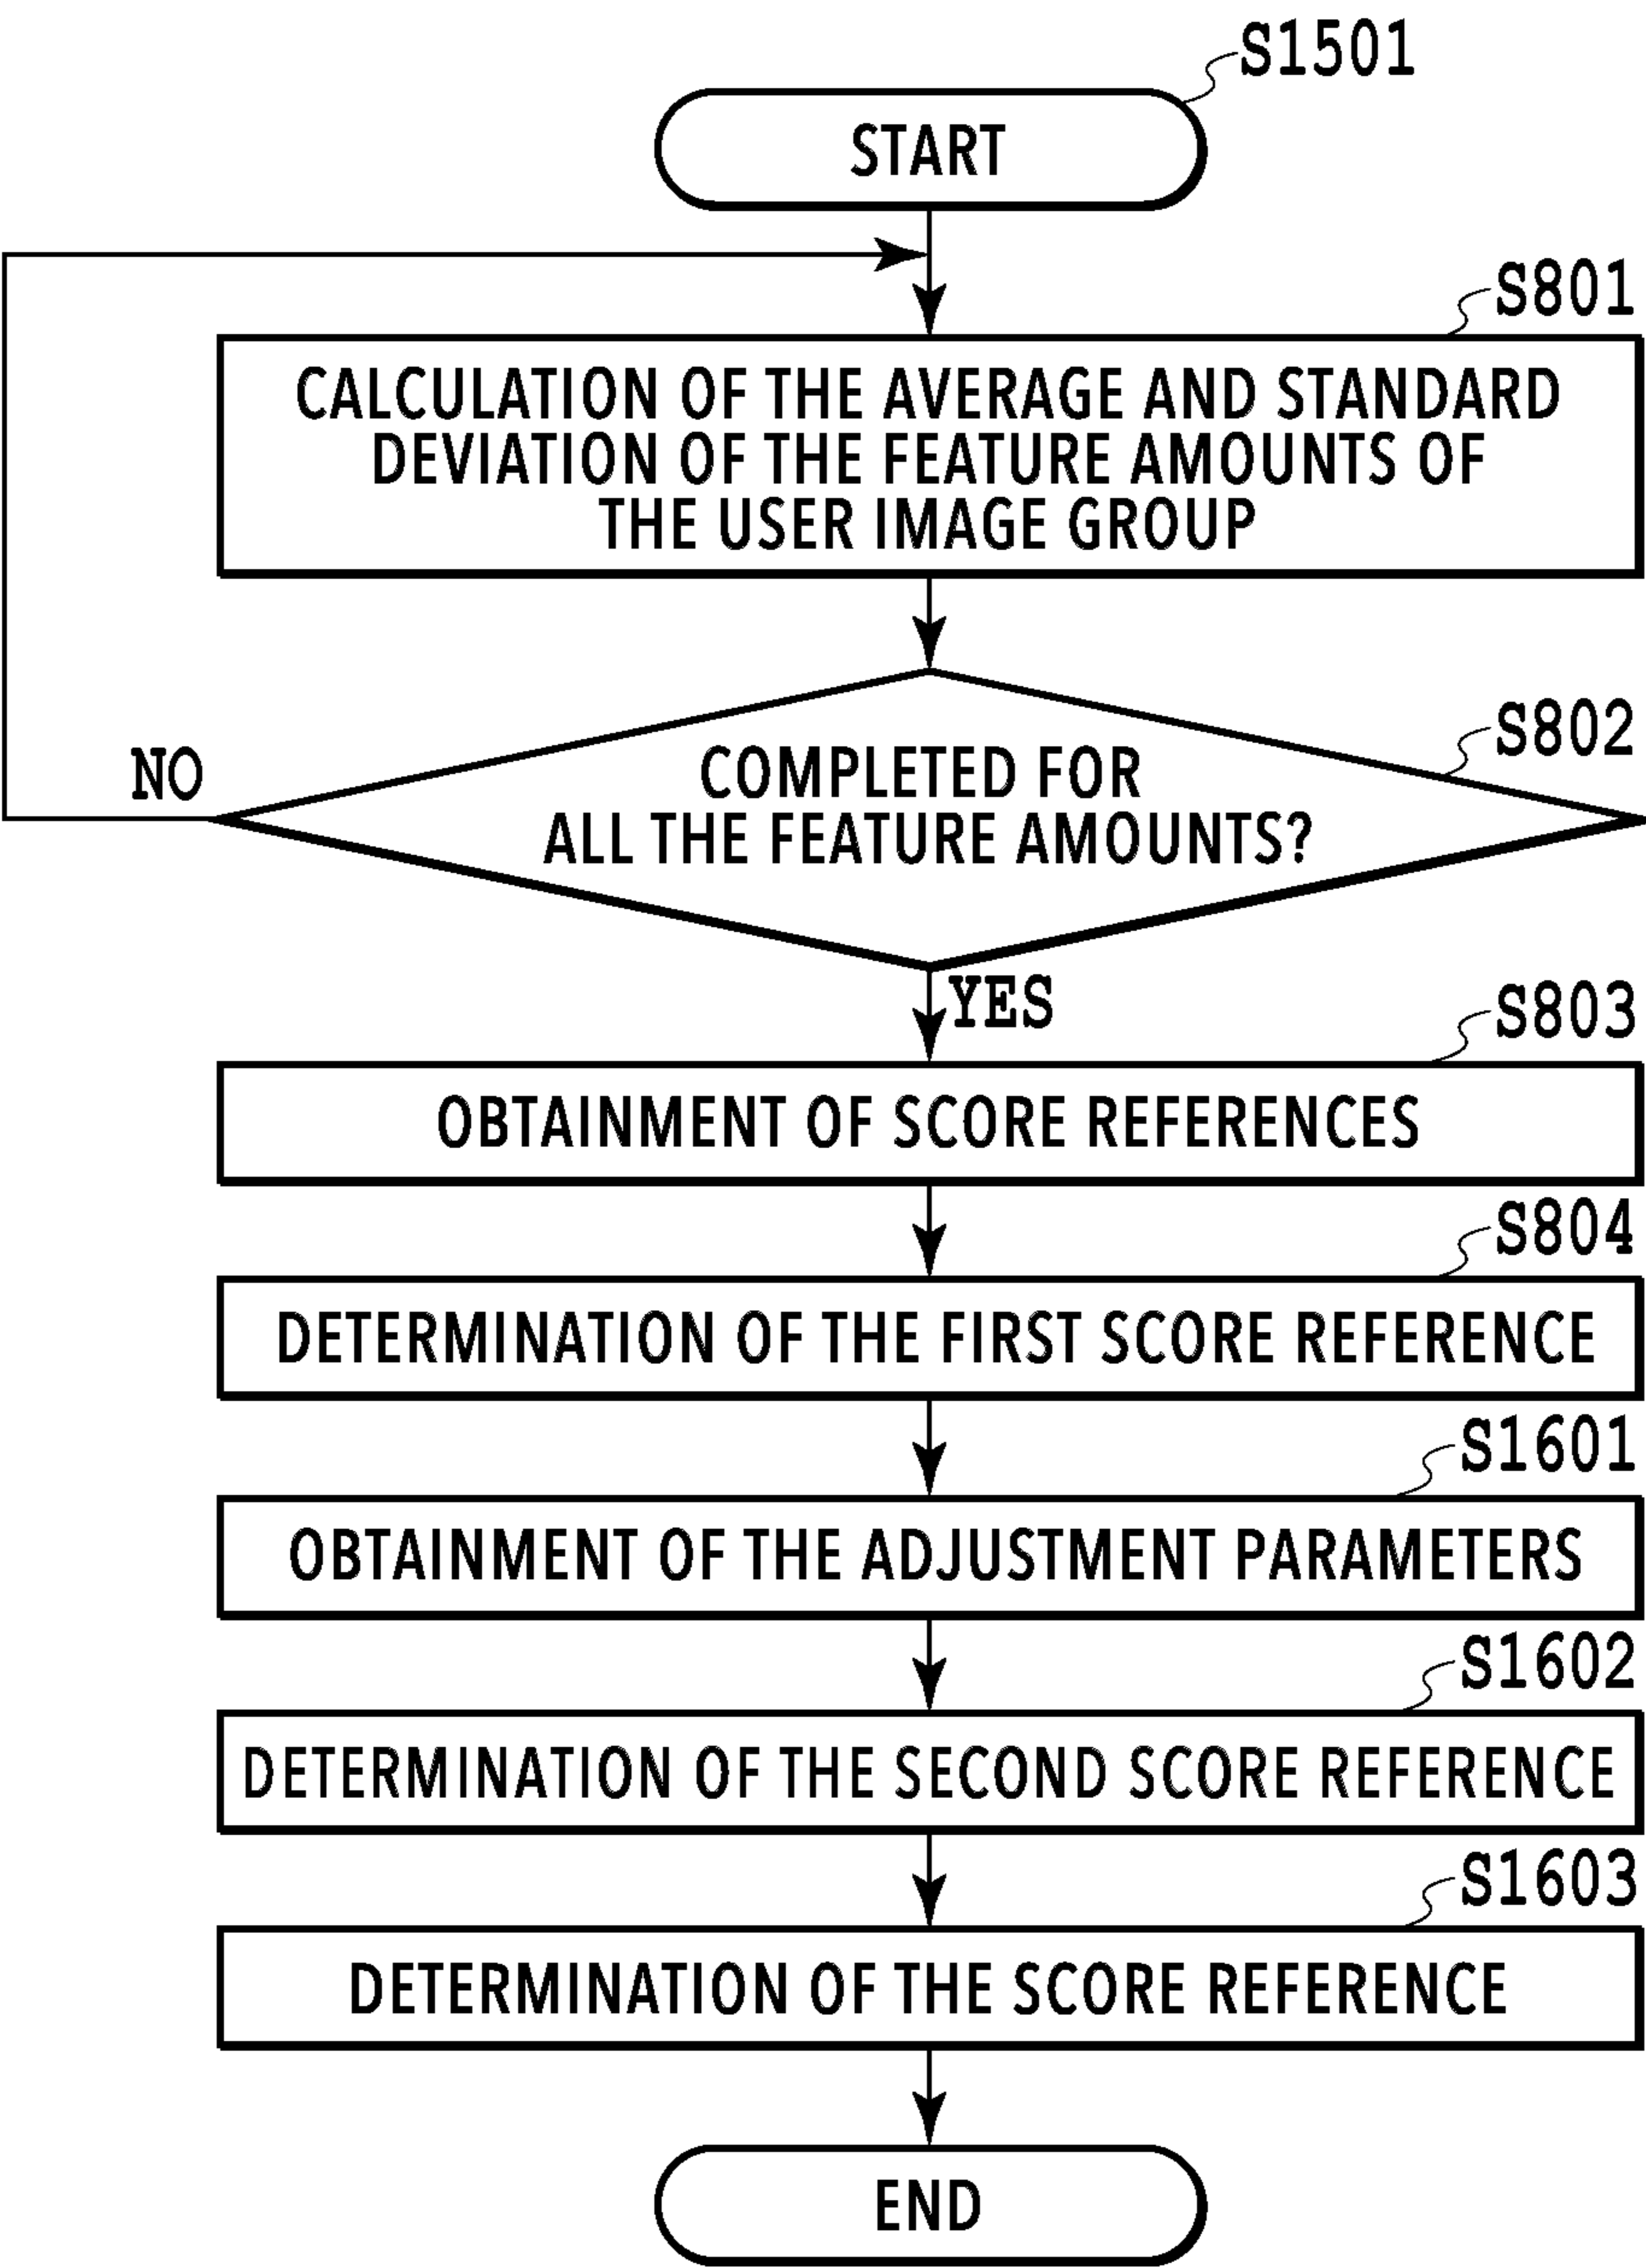 S1501
START
S801
CALCULATION OF THE AVERAGE AND STANDARD
DEVIATION OF THE FEATURE AMOUNTS OF
THE USER IMAGE GROUP
S802
NO
COMPLETED FOR
ALL THE FEATURE AMOUNTS?
YES
S803
OBTAINMENT OF SCORE REFERENCES
S804
DETERMINATION OF THE FIRST SCORE REFERENCE
S1601
OBTAINMENT OF THE ADJUSTMENT PARAMETERS
S1602
DETERMINATION OF THE SECOND SCORE REFERENCE
S1603
DETERMINATION OF THE SCORE REFERENCE
END